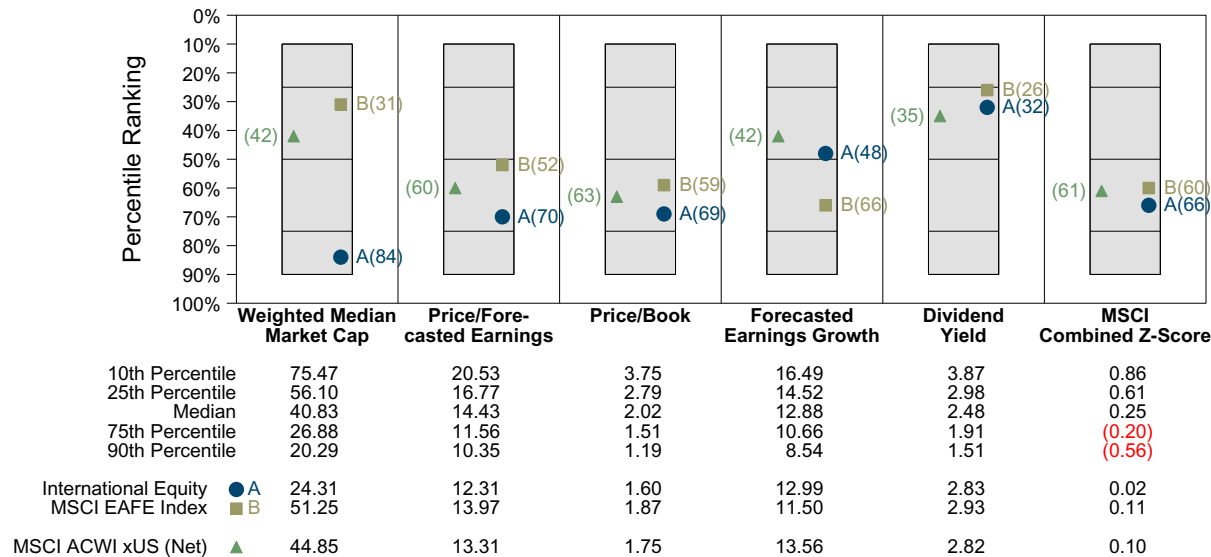 Percentile Ranking
0%
10%
20%
30%
40%
50%
60%
70%
80%
90%
100%
(42)
B(31)
A(84)
(60)
B(52)
A(70)
(63)
B(59)
A(69)
(42)
A(48)
B(66)
(35)
B(26)
A(32)
(61)
B(60)
A(66)
Weighted Median
Market Cap
Price/Fore-
casted Earnings
Price/Book
Forecasted
Earnings Growth
Dividend
Yield
MSCI
Combined Z-Score
10th Percentile 75.47 20.53 3.75 16.49 3.87 0.86
25th Percentile 56.10 16.77 2.79 14.52 2.98 0.61
Median 40.83 14.43 2.02 12.88 2.48 0.25
75th Percentile 26.88 11.56 1.51 10.66 1.91 (0.20)
90th Percentile 20.29 10.35 1.19 8.54 1.51 (0.56)
International Equity A 24.31 12.31 1.60 12.99 2.83 0.02
MSCI EAFE Index B 51.25 13.97 1.87 11.50 2.93 0.11
MSCI ACWI xUS (Net) 44.85 13.31 1.75 13.56 2.82 0.10